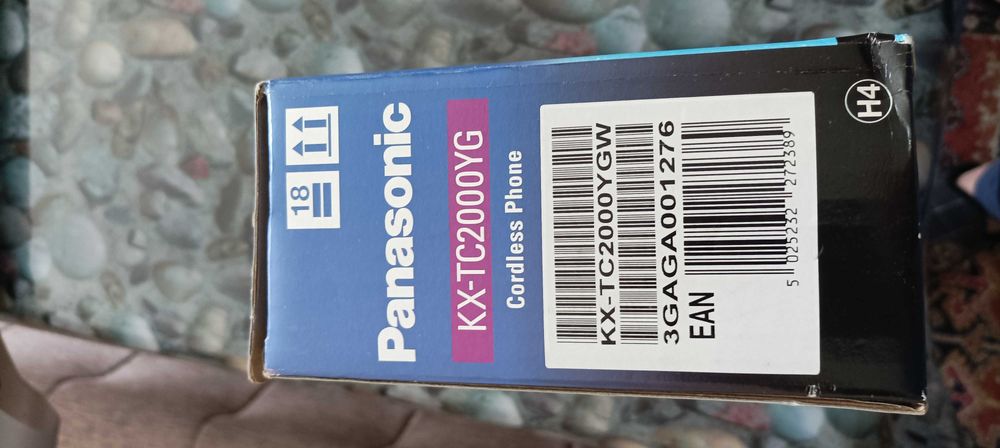 18
Panasonic
KX-TC2000YG
Cordless Phone
KX-TC2000YGW
3GAGA001276
EAN
5 025232 272389
H4